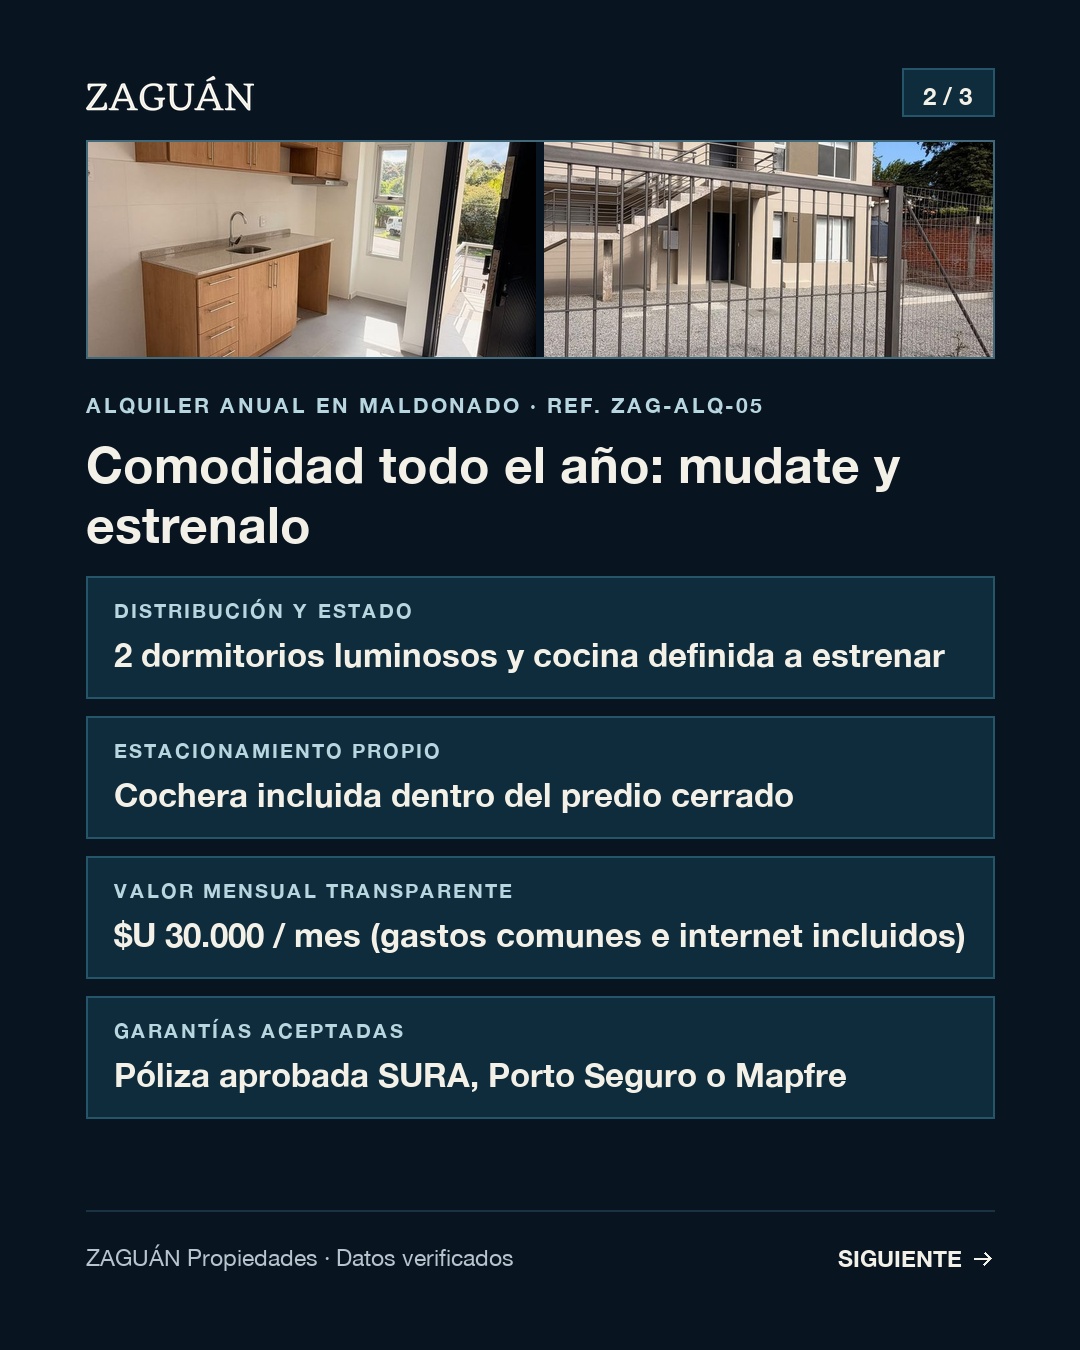 ZAGUÁN
2 / 3
ALQUILER ANUAL EN MALDONADO · REF. ZAG-ALQ-05
Comodidad todo el año: mudate y
estrenalo
DISTRIBUCIÓN Y ESTADO
2 dormitorios luminosos y cocina definida a estrenar
ESTACIONAMIENTO PROPIO
Cochera incluida dentro del predio cerrado
VALOR MENSUAL TRANSPARENTE
$U 30.000 / mes (gastos comunes e internet incluidos)
GARANTÍAS ACEPTADAS
Póliza aprobada SURA, Porto Seguro o Mapfre
ZAGUÁN Propiedades · Datos verificados
SIGUIENTE →